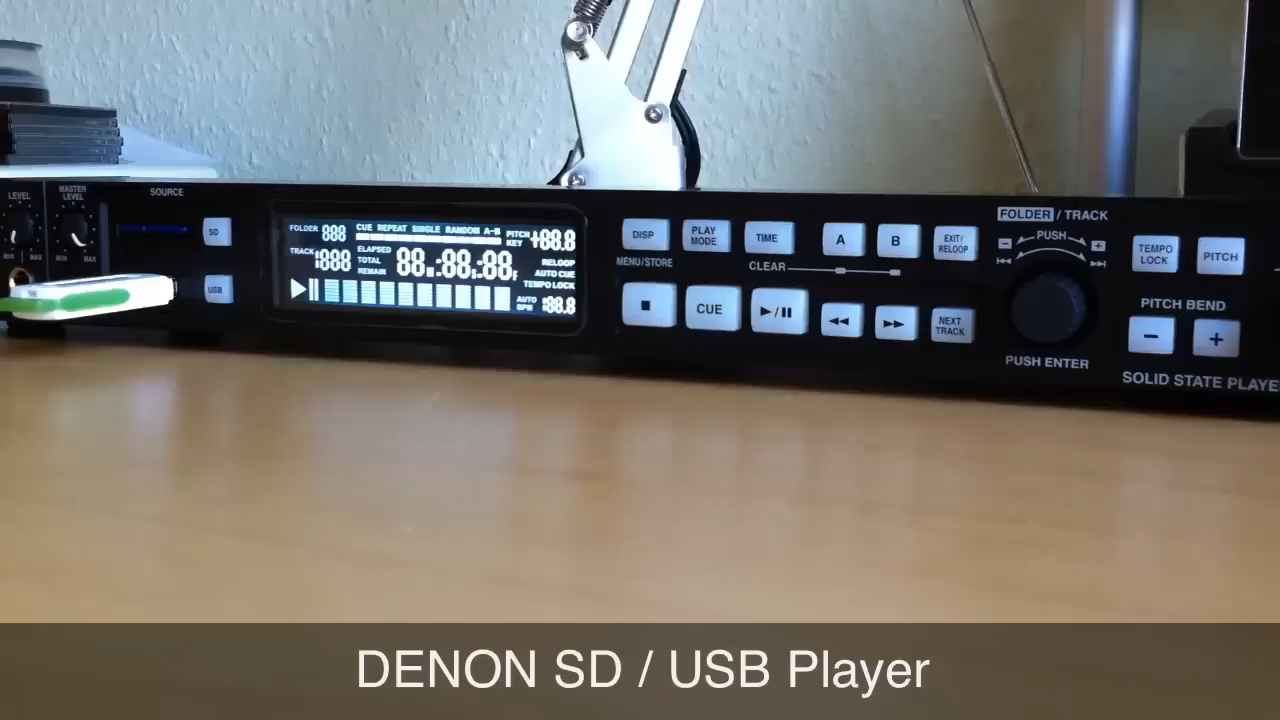 LEVEL
MIN MAX
MASTER
LEVEL
MIN MAX
SOURCE
SD
USB
FOLDER 888
CUE REPEAT SINGLE RANDOM A-B
PITCH
KEY
+88.8
TRACK 1888
ELAPSED
TOTAL
REMAIN
88:88:88F
RELOOP
AUTO CUE
TEMPO LOCK
AUTO
BPM
188.8
DISP
MENU/STORE
PLAY
MODE
TIME
CLEAR
A
B
EXIT/
RELOOP
CUE
NEXT
TRACK
FOLDER / TRACK
PUSH
- +
PUSH ENTER
TEMPO
LOCK
PITCH
PITCH BEND
- +
SOLID STATE PLAYE
DENON SD / USB Player